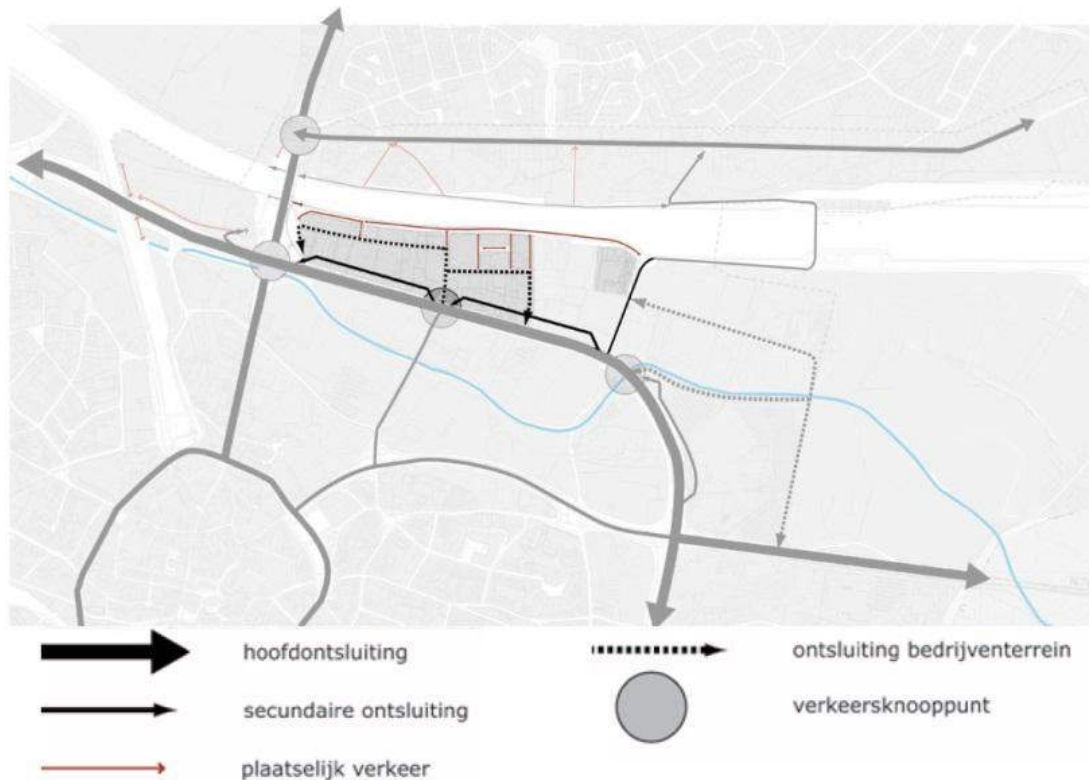 hoofdontsluiting
secundaire ontsluiting
plaatselijk verkeer
ontsluiting bedrijventerrein
verkeersknooppunt